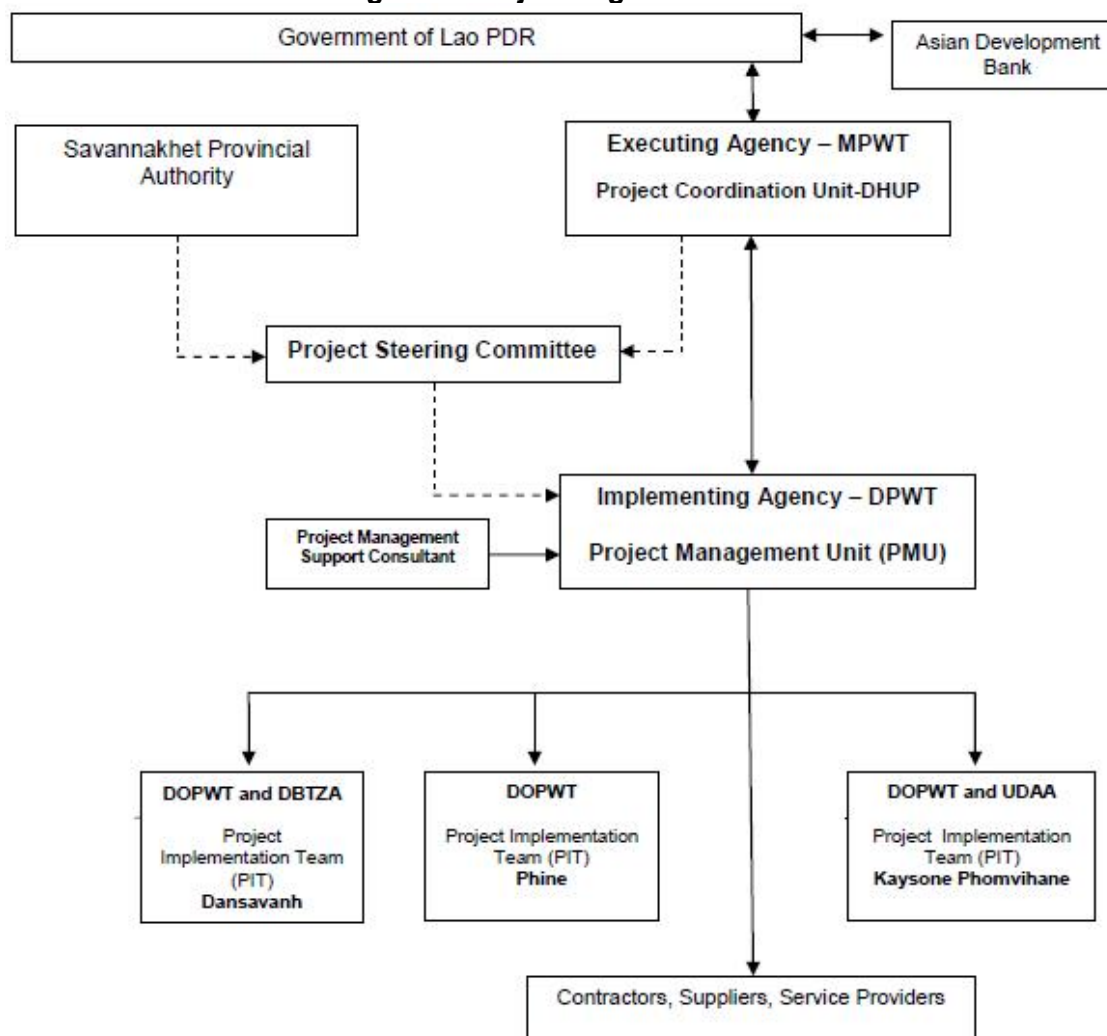 Government of Lao PDR
Asian Development
Bank
Savannakhet Provincial
Authority
Executing Agency – MPWT
Project Coordination Unit-DHUP
Project Steering Committee
Implementing Agency – DPWT
Project Management Unit (PMU)
Project Management
Support Consultant
DOPWT and DBTZA
Project
Implementation Team
(PIT)
Dansavanh
DOPWT
Project Implementation
Team (PIT)
Phine
DOPWT and UDAA
Project Implementation
Team (PIT)
Kaysone Phomvihane
Contractors, Suppliers, Service Providers